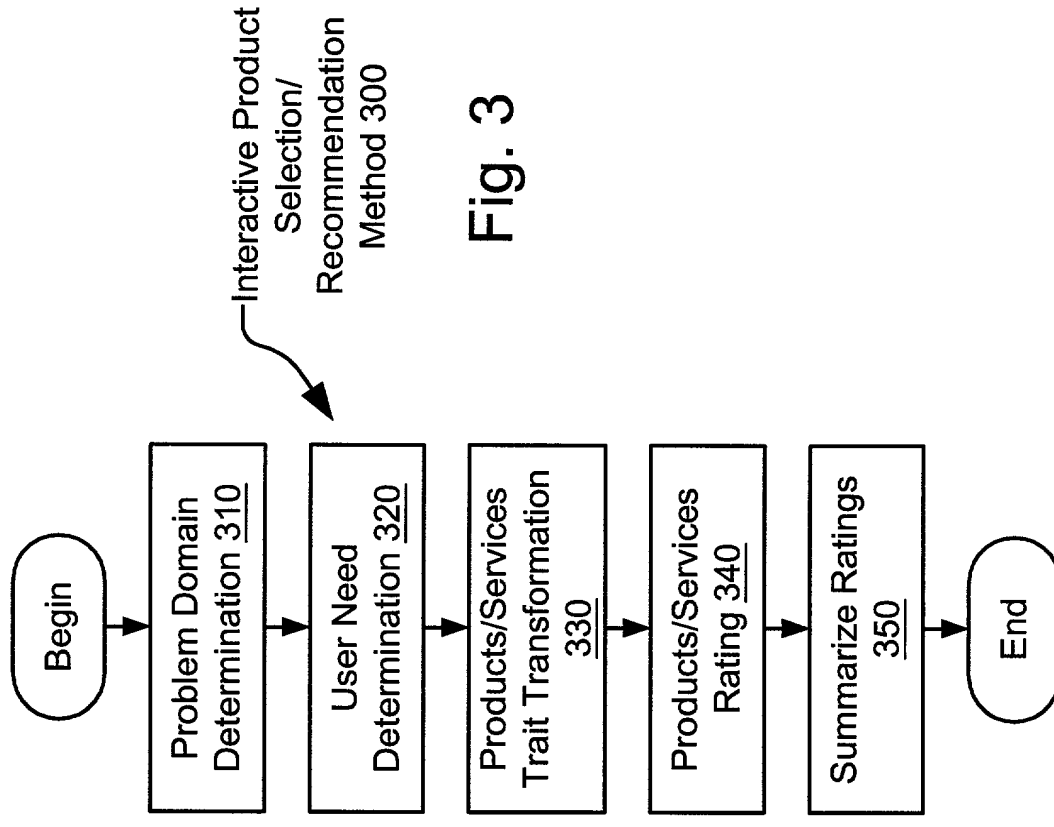 Begin
Problem Domain
Determination 310
User Need
Determination 320
Products/Services
Trait Transformation
330
Products/Services
Rating 340
Summarize Ratings
350
End
Interactive Product
Selection/
Recommendation
Method 300
Fig. 3